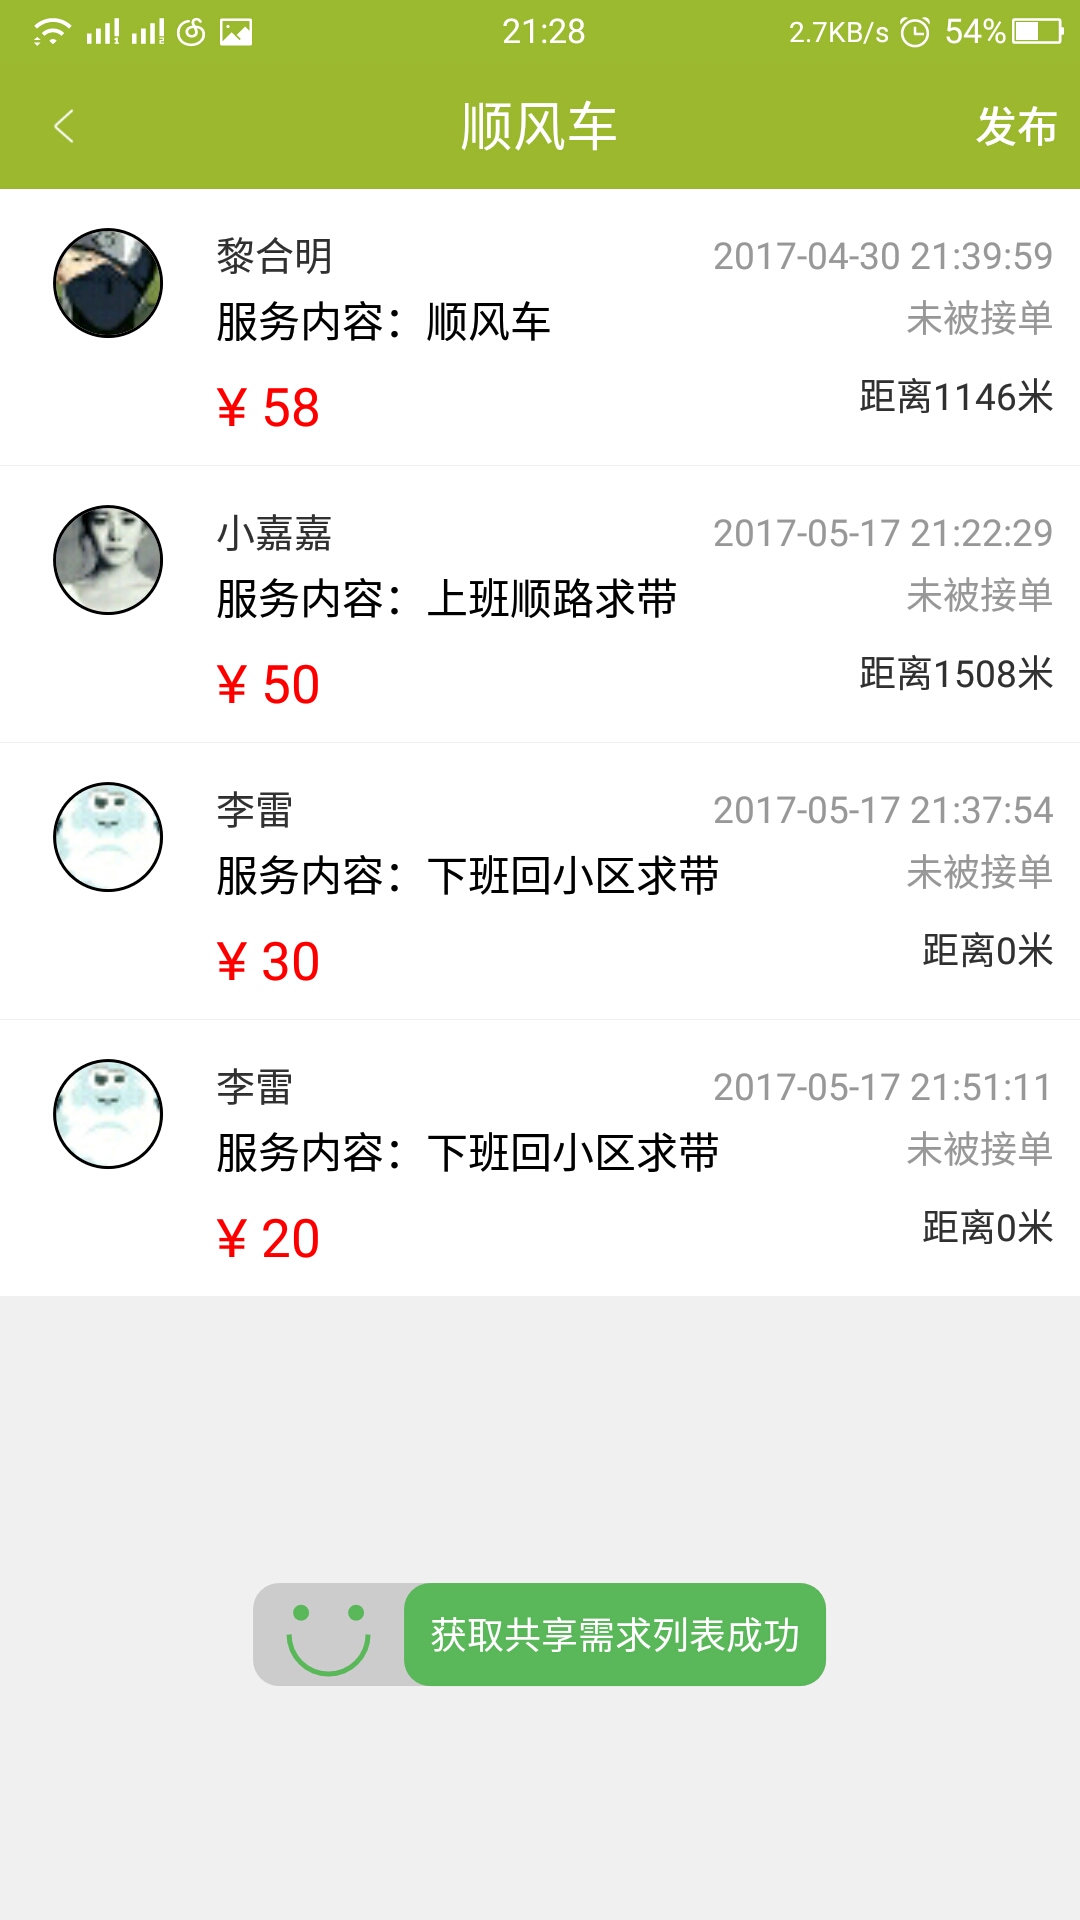 21:28 2.7KB/s 54%
顺风车 发布
黎合明 2017-04-30 21:39:59
服务内容：顺风车 未被接单
¥ 58 距离1146米
小嘉嘉 2017-05-17 21:22:29
服务内容：上班顺路求带 未被接单
¥ 50 距离1508米
李雷 2017-05-17 21:37:54
服务内容：下班回小区求带 未被接单
¥ 30 距离0米
李雷 2017-05-17 21:51:11
服务内容：下班回小区求带 未被接单
¥ 20 距离0米
获取共享需求列表成功